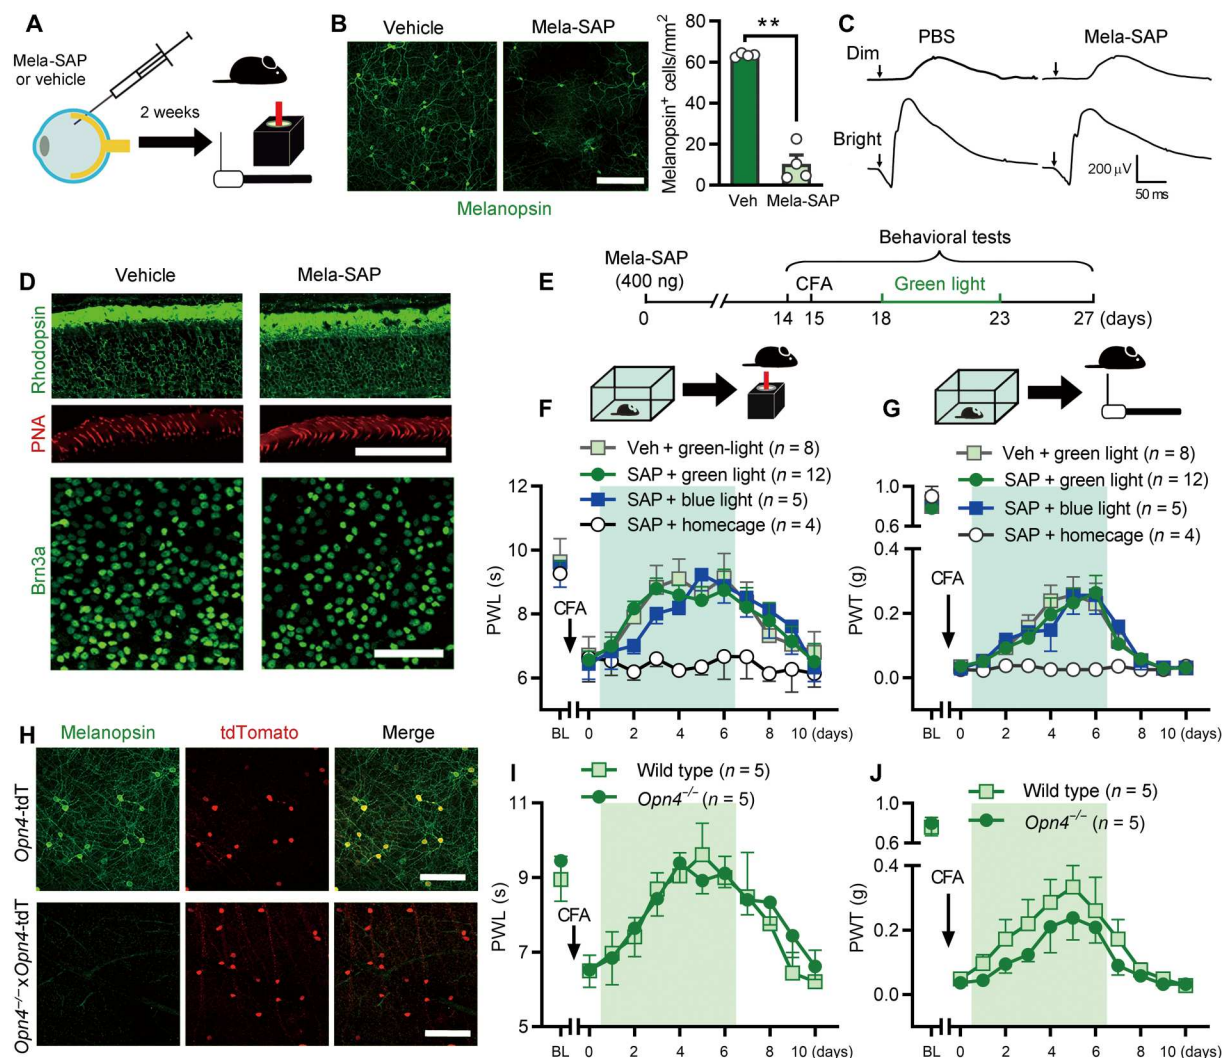 A
Mela-SAP
or vehicle
2 weeks
B
Vehicle
Mela-SAP
Melanopsin
Melanopsin⁺ cells/mm²
80
60
40
20
0
**
Veh
Mela-SAP
C
PBS
Mela-SAP
Dim
Bright
200 μV
50 ms
D
Vehicle
Mela-SAP
Rhodopsin
PNA
Brn3a
E
Behavioral tests
Mela-SAP
(400 ng)
CFA
Green light
0
14
15
18
23
27 (days)
F
Veh + green-light (n = 8)
SAP + green light (n = 12)
SAP + blue light (n = 5)
SAP + homecage (n = 4)
PWL (s)
12
10
8
6
CFA
BL
0
2
4
6
8
10 (days)
G
Veh + green light (n = 8)
SAP + green light (n = 12)
SAP + blue light (n = 5)
SAP + homecage (n = 4)
PWT (g)
1.0
0.6
0.4
0.2
0.0
CFA
BL
0
2
4
6
8
10 (days)
H
Melanopsin
tdTomato
Merge
Opn4-tdT
Opn4⁻/⁻xOpn4-tdT
I
Wild type (n = 5)
Opn4⁻/⁻ (n = 5)
PWL (s)
11
9
7
5
CFA
BL
0
2
4
6
8
10 (days)
J
Wild type (n = 5)
Opn4⁻/⁻ (n = 5)
PWT (g)
1.0
0.6
0.4
0.2
0.0
CFA
BL
0
2
4
6
8
10 (days)